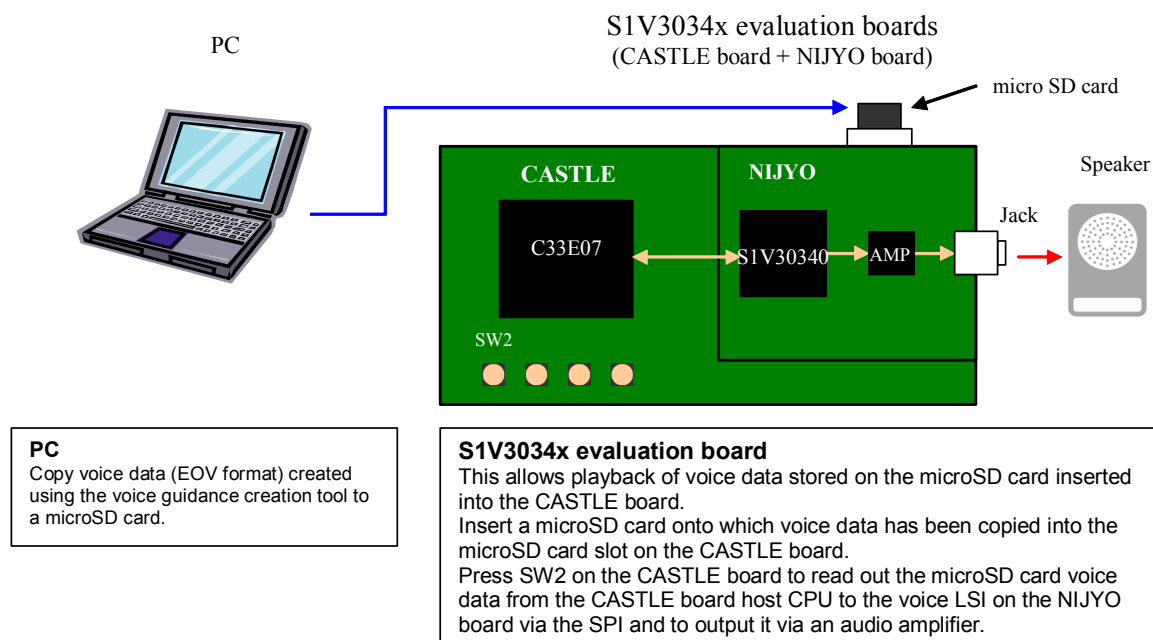 PC
S1V3034x evaluation boards
(CASTLE board + NIJYO board)
micro SD card
CASTLE
NIJYO
Speaker
Jack
C33E07
S1V30340
AMP
SW2
PC
Copy voice data (EOV format) created
using the voice guidance creation tool to
a microSD card.
S1V3034x evaluation board
This allows playback of voice data stored on the microSD card inserted
into the CASTLE board.
Insert a microSD card onto which voice data has been copied into the
microSD card slot on the CASTLE board.
Press SW2 on the CASTLE board to read out the microSD card voice
data from the CASTLE board host CPU to the voice LSI on the NIJYO
board via the SPI and to output it via an audio amplifier.